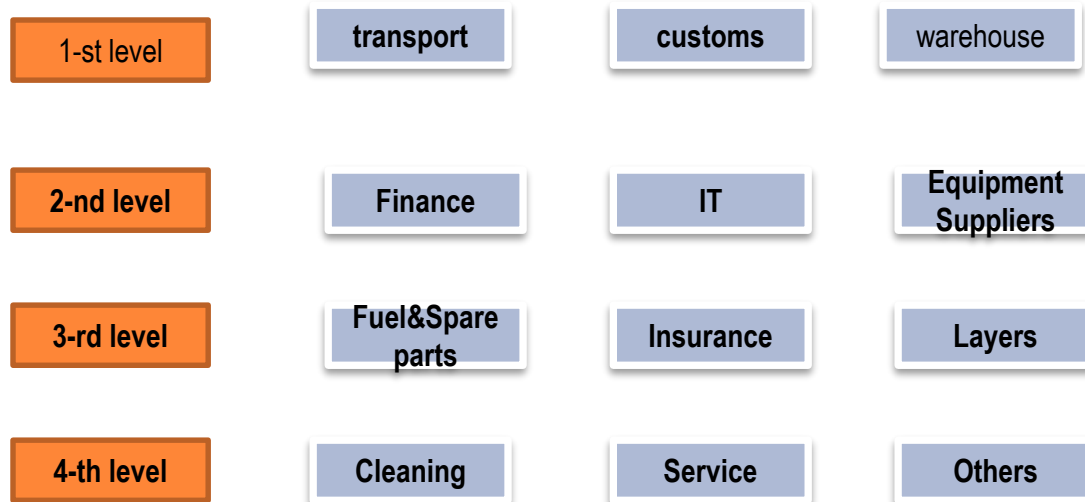 1-st level
transport
customs
warehouse
2-nd level
Finance
IT
Equipment
Suppliers
3-rd level
Fuel&Spare
parts
Insurance
Layers
4-th level
Cleaning
Service
Others